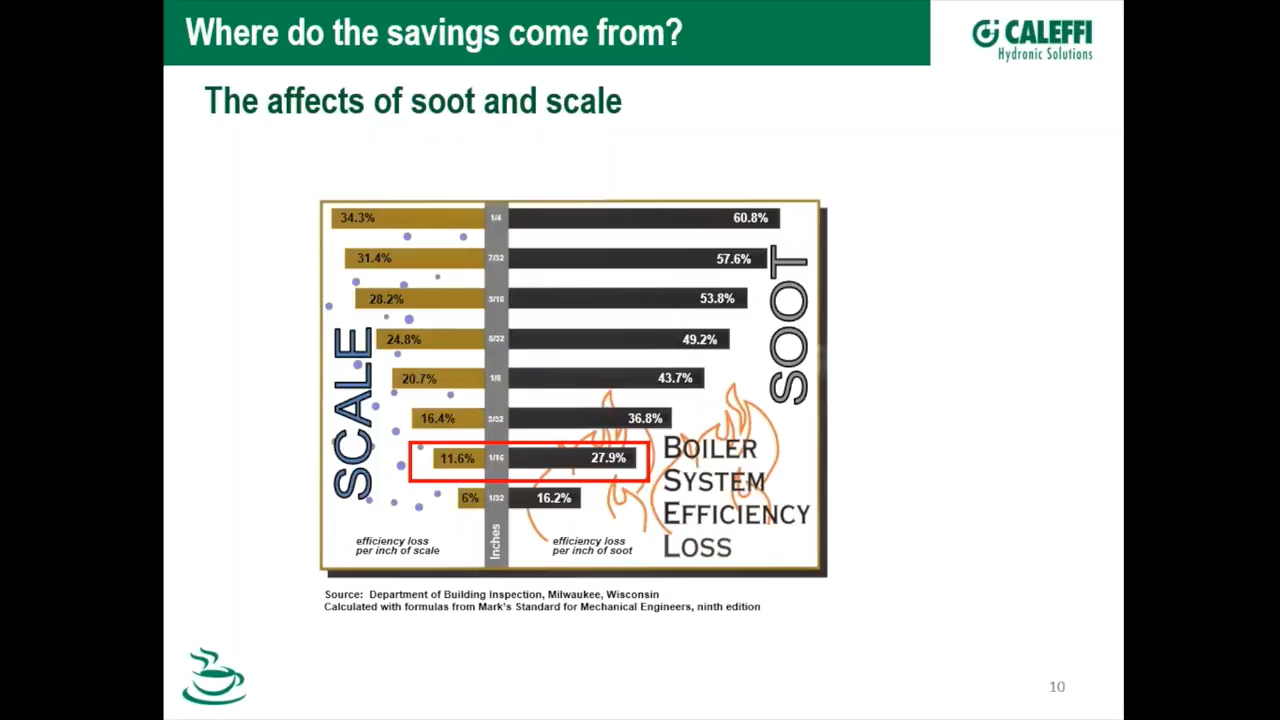 Where do the savings come from?
CALEFFI
Hydronic Solutions
The affects of soot and scale
34.3% 1/4 60.8%
31.4% 7/32 57.6%
28.2% 3/16 53.8%
24.8% 5/32 49.2%
20.7% 1/8 43.7%
16.4% 3/32 36.8%
11.6% 1/16 27.9%
6% 1/32 16.2%
SCALE
SOOT
BOILER
SYSTEM
EFFICIENCY
LOSS
efficiency loss
per inch of scale
Inches
efficiency loss
per inch of soot
Source: Department of Building Inspection, Milwaukee, Wisconsin
Calculated with formulas from Mark's Standard for Mechanical Engineers, ninth edition
10